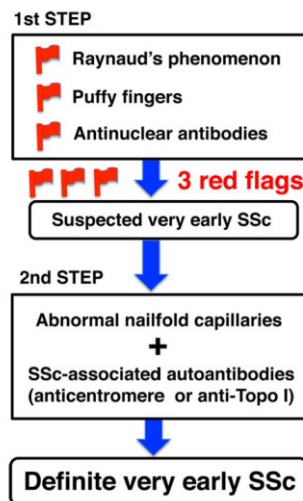 1st STEP
Raynaud's phenomenon
Puffy fingers
Antinuclear antibodies
3 red flags
Suspected very early SSc
2nd STEP
Abnormal nailfold capillaries
+
SSc-associated autoantibodies
(anticentromere or anti-Topo I)
Definite very early SSc